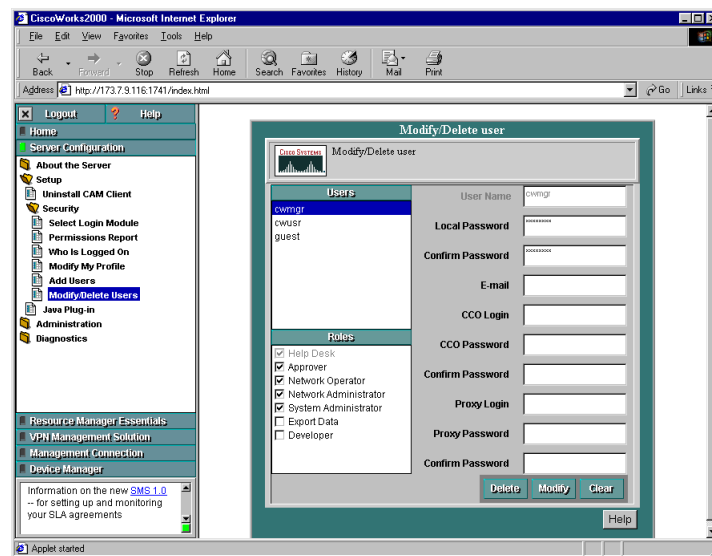 CiscoWorks2000 - Microsoft Internet Explorer
File Edit View Favorites Tools Help
Back Forward Stop Refresh Home Search Favorites History Mail Print
Address http://173.7.9.116:1741/index.html Go Links
Logout ? Help
Home
Server Configuration
About the Server
Setup
Uninstall CAM Client
Security
Select Login Module
Permissions Report
Who Is Logged On
Modify My Profile
Add Users
Modify/Delete Users
Java Plug-in
Administration
Diagnostics
Resource Manager Essentials
VPN Management Solution
Management Connection
Device Manager
Information on the new SMS 1.0
-- for setting up and monitoring
your SLA agreements
Modify/Delete user
CISCO SYSTEMS
Modify/Delete user
Users
cwmgr
cwusr
guest
Roles
Help Desk
Approver
Network Operator
Network Administrator
System Administrator
Export Data
Developer
User Name cwmgr
Local Password xxxxxxxxx
Confirm Password xxxxxxxxx
E-mail
CCO Login
CCO Password
Confirm Password
Proxy Login
Proxy Password
Confirm Password
Delete Modify Clear
Help
Applet started